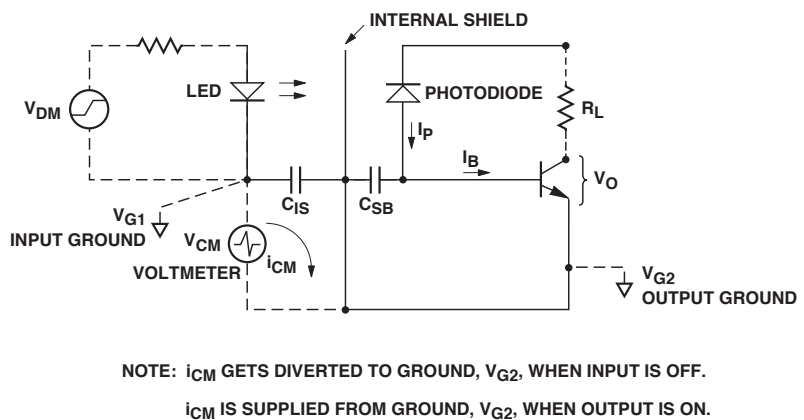 INTERNAL SHIELD
LED
PHOTODIODE
V_DM
R_L
I_P
I_B
V_O
C_IS
C_SB
V_G1
INPUT GROUND
V_CM
VOLTMETER
i_CM
V_G2
OUTPUT GROUND
NOTE: i_CM GETS DIVERTED TO GROUND, V_G2, WHEN INPUT IS OFF.
i_CM IS SUPPLIED FROM GROUND, V_G2, WHEN OUTPUT IS ON.